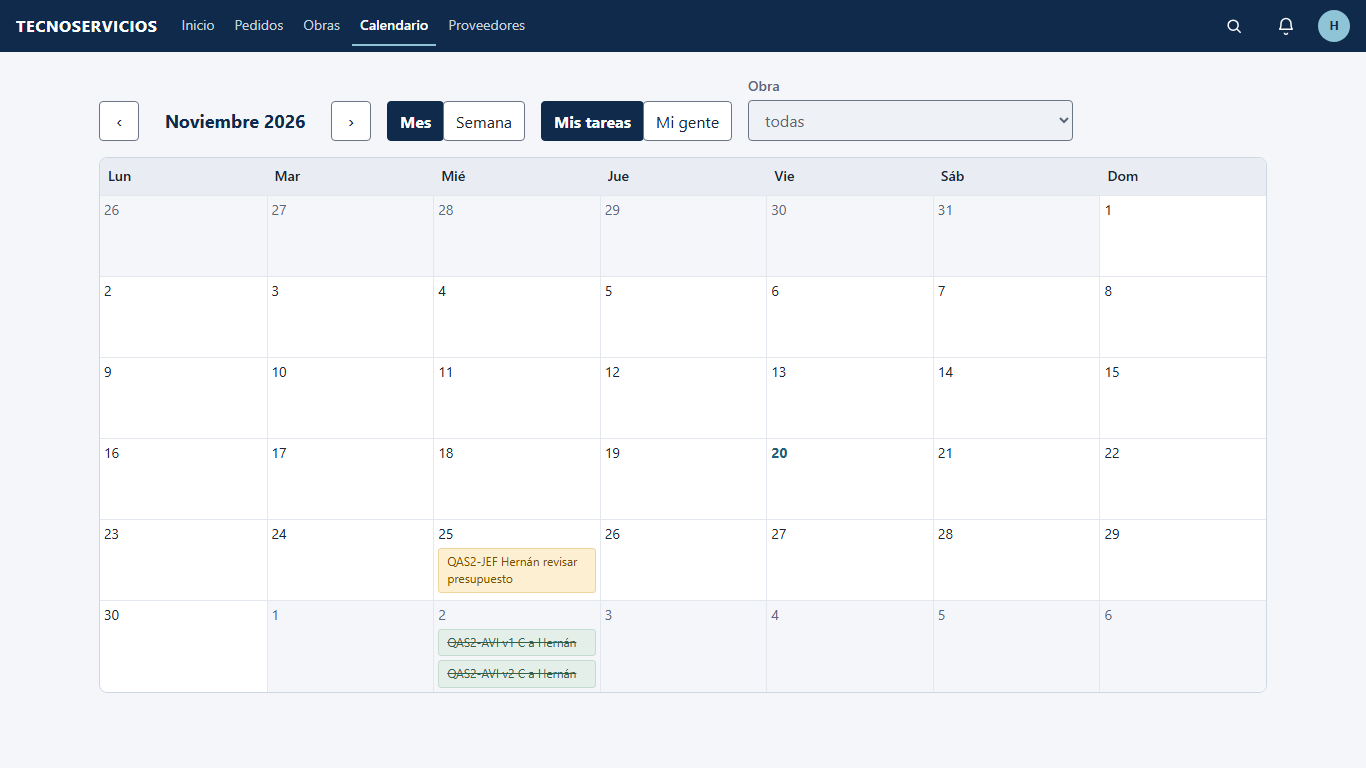 TECNOSERVICIOS Inicio Pedidos Obras Calendario Proveedores H
Obra
‹ Noviembre 2026 › Mes Semana Mis tareas Mi gente todas
Lun Mar Mié Jue Vie Sáb Dom
26 27 28 29 30 31 1
2 3 4 5 6 7 8
9 10 11 12 13 14 15
16 17 18 19 20 21 22
23 24 25 26 27 28 29
QAS2-JEF Hernán revisar
presupuesto
30 1 2 3 4 5 6
QAS2-AVI v1 C a Hernán
QAS2-AVI v2 C a Hernán